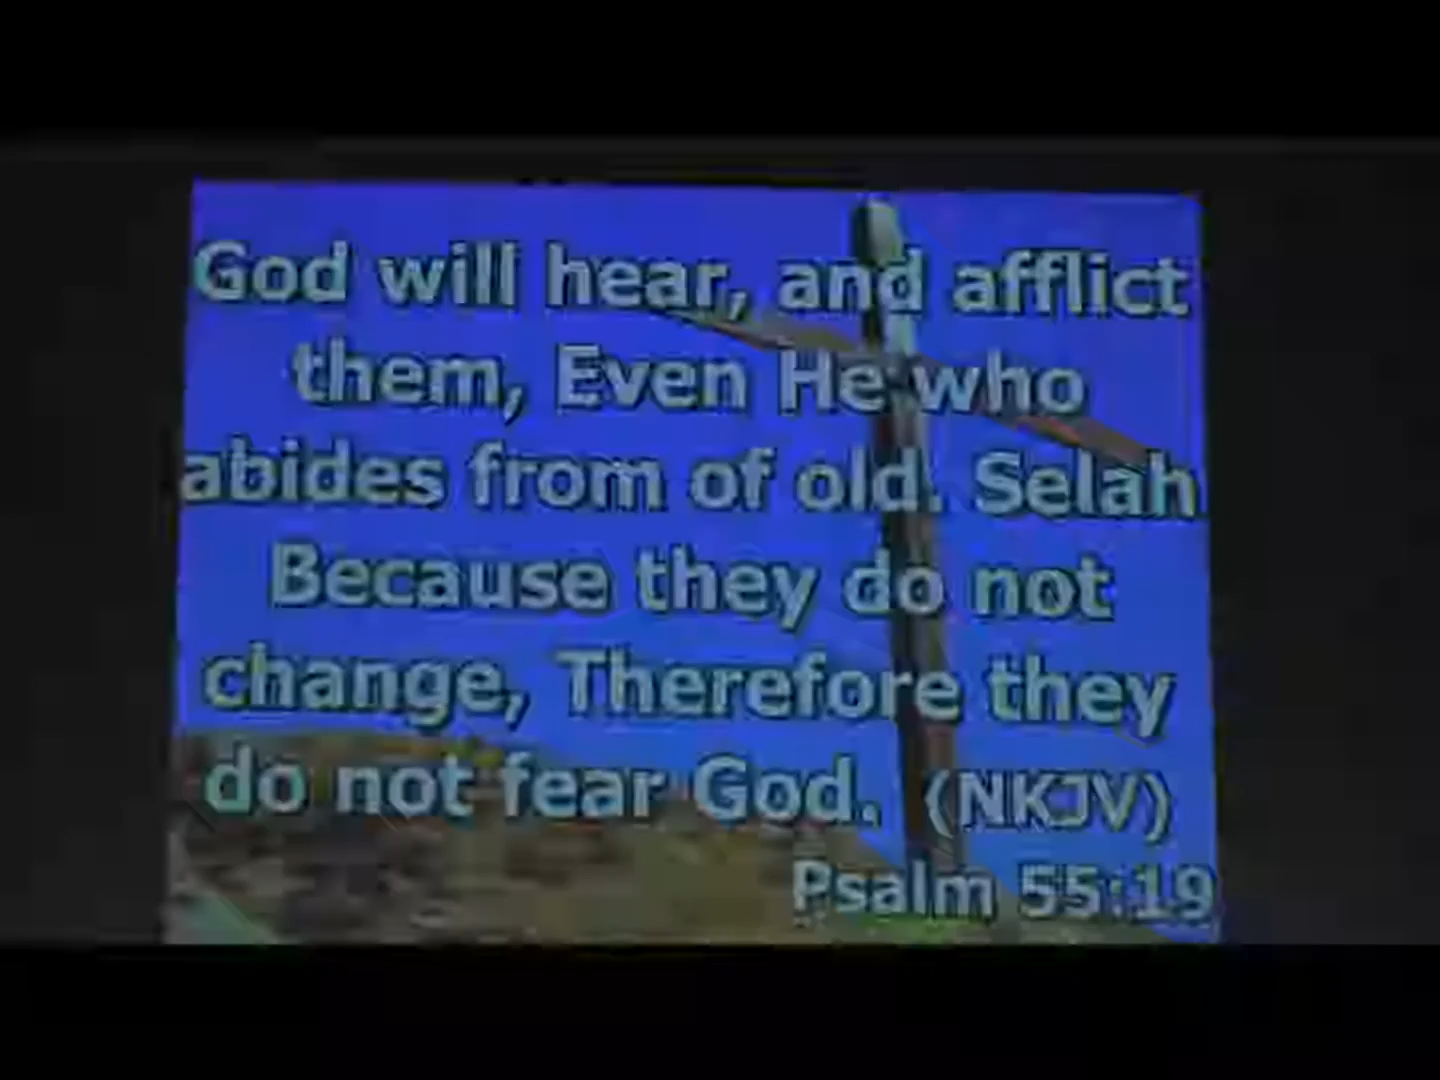 God will hear, and afflict
them, Even He who
abides from of old. Selah
Because they do not
change, Therefore they
do not fear God. (NKJV)
Psalm 55:19